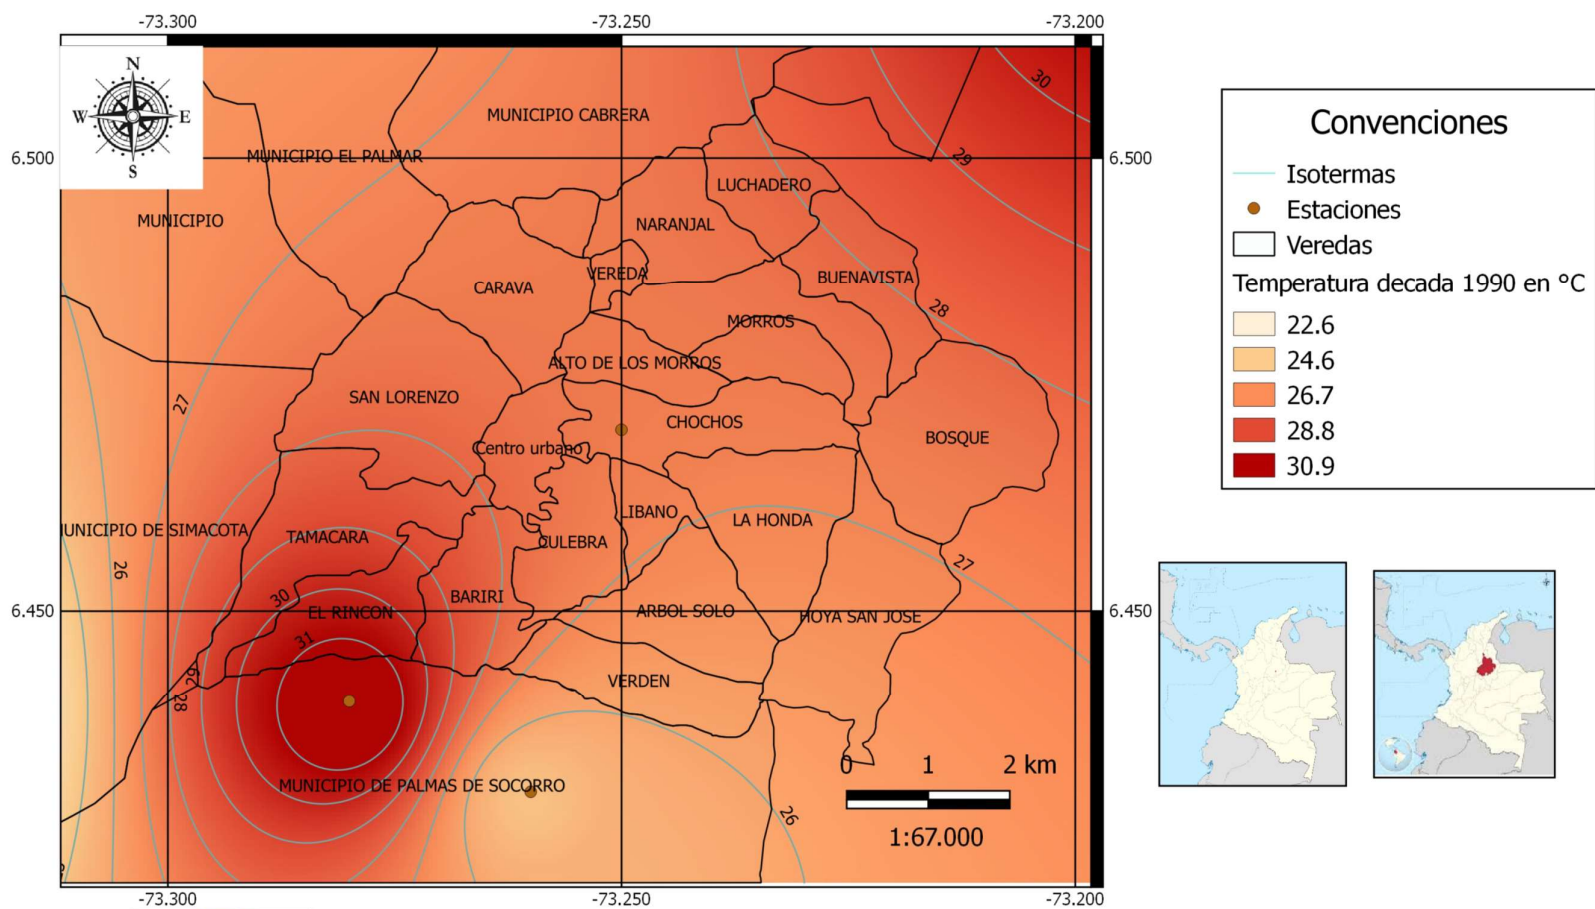 -73.300
-73.250
-73.200
N
W
E
S
30
MUNICIPIO CABRERA
6.500
MUNICIPIO EL PALMAR
29
6.500
LUCHADERO
MUNICIPIO
NARANJAL
VEREDA
CARAVA
BUENAVISTA
28
MORROS
ALTO DE LOS MORROS
27
SAN LORENZO
CHOCHOS
BOSQUE
Centro urbano
LIBANO
LA HONDA
UNICIPIO DE SIMACOTA
TAMACARA
CULEBRA
26
27
30
BARIRI
EL RINCON
6.450
ARBOL SOLO
HOYA SAN JOSE
6.450
31
29
VERDEN
28
0
1
2 km
MUNICIPIO DE PALMAS DE SOCORRO
26
1:67.000
-73.300
-73.250
-73.200
Convenciones
Isotermas
Estaciones
Veredas
Temperatura decada 1990 en °C
22.6
24.6
26.7
28.8
30.9